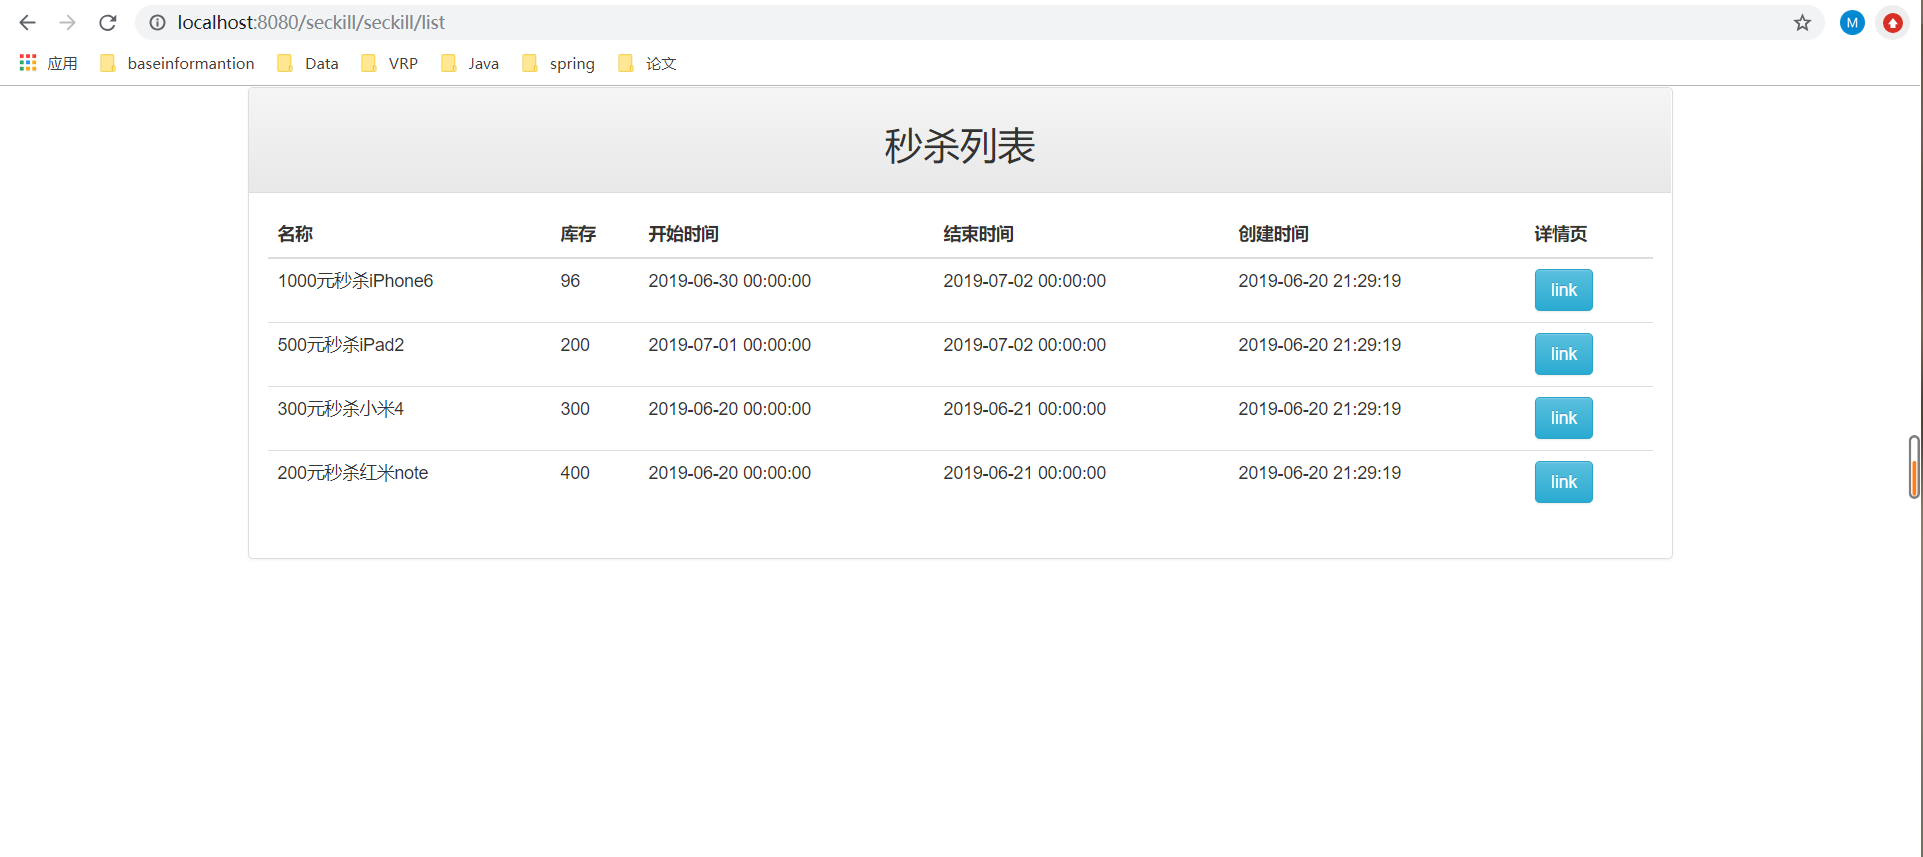 localhost:8080/seckill/seckill/list
M
应用 baseinformantion Data VRP Java spring 论文
秒杀列表
名称 库存 开始时间 结束时间 创建时间 详情页
1000元秒杀iPhone6 96 2019-06-30 00:00:00 2019-07-02 00:00:00 2019-06-20 21:29:19 link
500元秒杀iPad2 200 2019-07-01 00:00:00 2019-07-02 00:00:00 2019-06-20 21:29:19 link
300元秒杀小米4 300 2019-06-20 00:00:00 2019-06-21 00:00:00 2019-06-20 21:29:19 link
200元秒杀红米note 400 2019-06-20 00:00:00 2019-06-21 00:00:00 2019-06-20 21:29:19 link